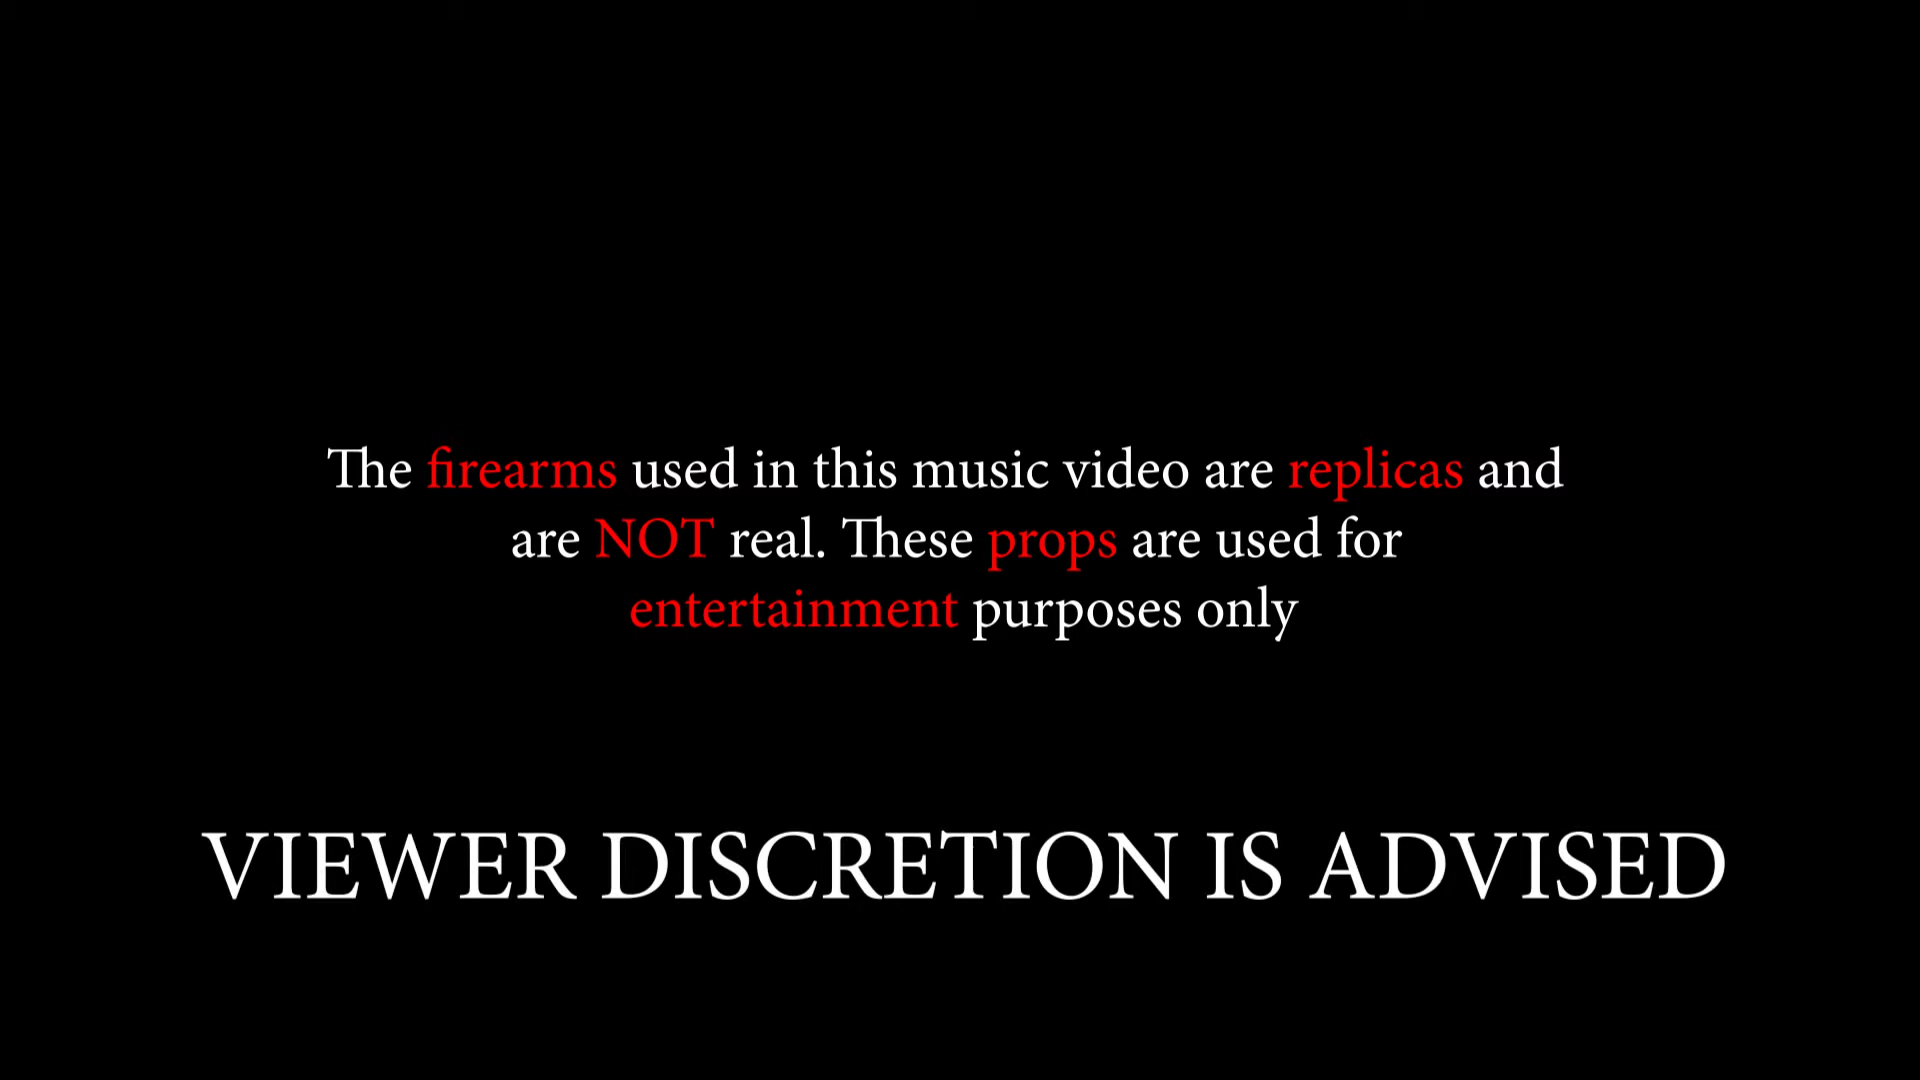 The firearms used in this music video are replicas and
are NOT real. These props are used for
entertainment purposes only
VIEWER DISCRETION IS ADVISED